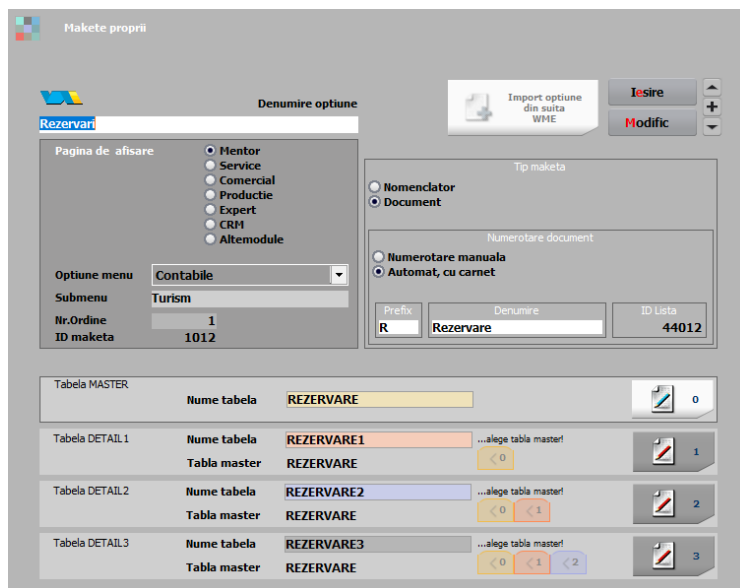 Makete proprii
Denumire optiune
Rezervari
Import optiune
din suita
WME
Iesire
Modific
Pagina de afisare
Mentor
Service
Comercial
Productie
Expert
CRM
Altemodule
Optiune menu Contabile
Submenu Turism
Nr.Ordine 1
ID maketa 1012
Tip maketa
Nomenclator
Document
Numerotare document
Numerotare manuala
Automat, cu carnet
Prefix Denumire ID Lista
R Rezervare 44012
Tabela MASTER
Nume tabela REZERVARE
0
Tabela DETAIL1 Nume tabela REZERVARE1 ...alege tabla master!
Tabla master REZERVARE <0
1
Tabela DETAIL2 Nume tabela REZERVARE2 ...alege tabla master!
Tabla master REZERVARE <0 <1
2
Tabela DETAIL3 Nume tabela REZERVARE3 ...alege tabla master!
Tabla master REZERVARE <0 <1 <2
3